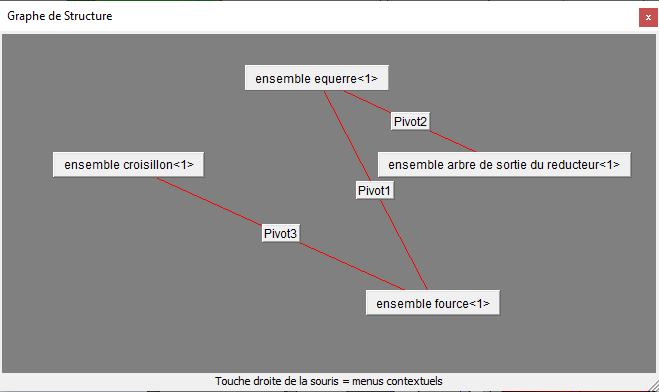 Graphe de Structure
x
ensemble equerre<1>
Pivot2
ensemble croisillon<1>
ensemble arbre de sortie du reducteur<1>
Pivot1
Pivot3
ensemble fource<1>
Touche droite de la souris = menus contextuels